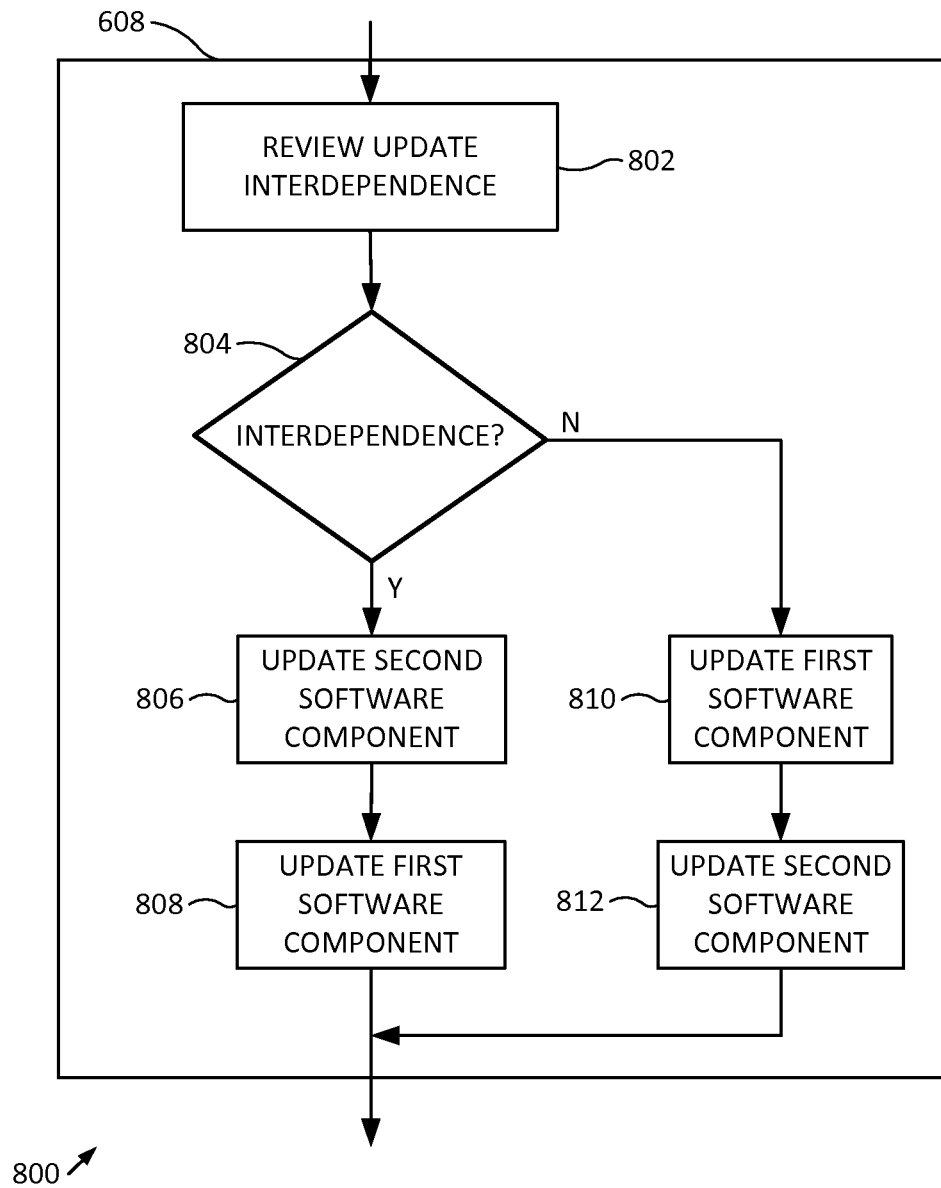 608
REVIEW UPDATE
INTERDEPENDENCE
802
804
INTERDEPENDENCE?
N
Y
UPDATE SECOND
SOFTWARE
COMPONENT
806
UPDATE FIRST
SOFTWARE
COMPONENT
810
UPDATE FIRST
SOFTWARE
COMPONENT
808
UPDATE SECOND
SOFTWARE
COMPONENT
812
800